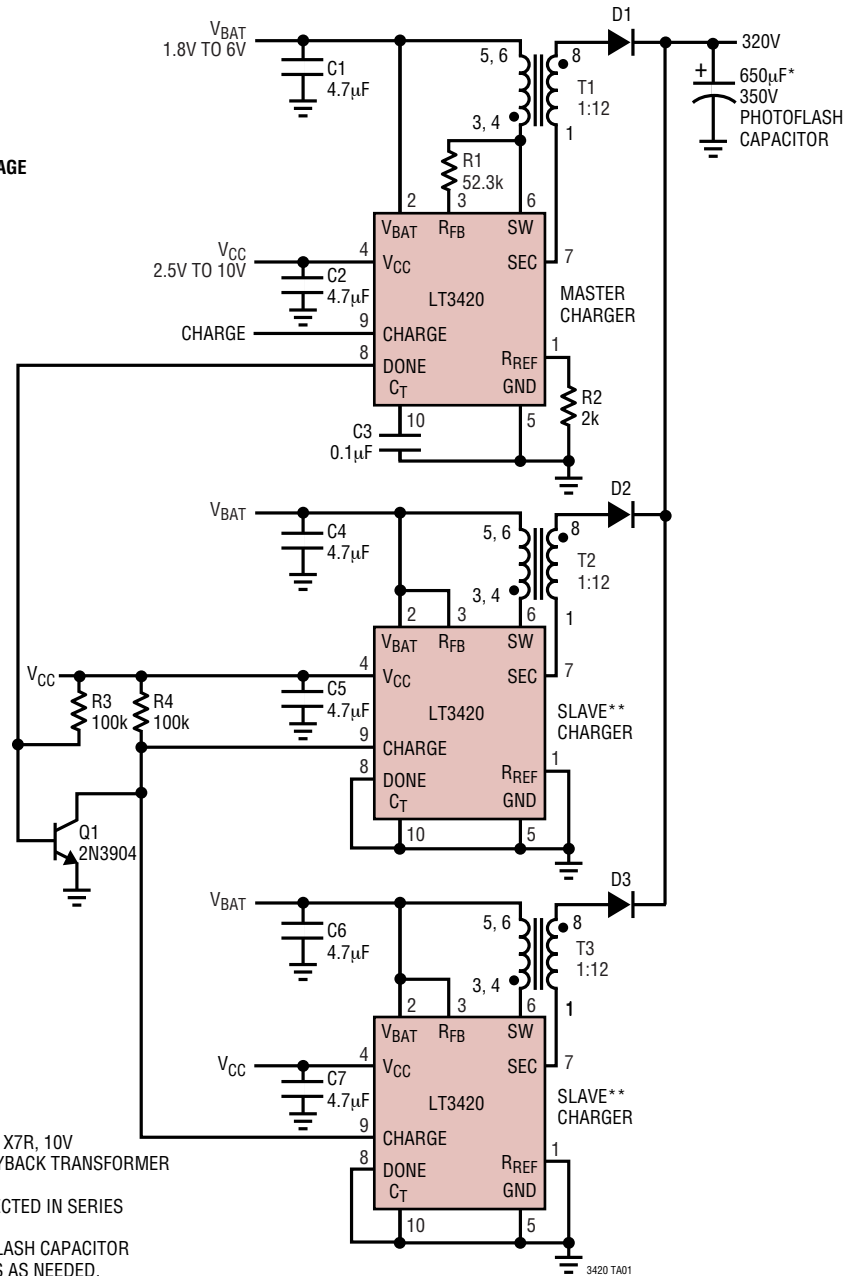 D1
VBAT
1.8V TO 6V
C1
4.7µF
5, 6
8
T1
1:12
3, 4
1
320V
+
650µF*
350V
PHOTOFLASH
CAPACITOR
R1
52.3k
2
3
6
VBAT
RFB
SW
VCC
2.5V TO 10V
4
VCC
SEC
7
C2
4.7µF
LT3420
MASTER
CHARGER
CHARGE
9
CHARGE
8
DONE
RREF
1
CT
GND
R2
2k
C3
0.1µF
10
5
D2
VBAT
C4
4.7µF
5, 6
8
T2
1:12
3, 4
1
2
3
6
VBAT
RFB
SW
VCC
4
VCC
SEC
7
R3
100k
R4
100k
C5
4.7µF
LT3420
SLAVE**
CHARGER
9
CHARGE
8
DONE
RREF
1
CT
GND
10
5
Q1
2N3904
D3
VBAT
C6
4.7µF
5, 6
8
T3
1:12
3, 4
1
2
3
6
VBAT
RFB
SW
VCC
4
VCC
SEC
7
C7
4.7µF
LT3420
SLAVE**
CHARGER
9
CHARGE
8
DONE
RREF
1
CT
GND
10
5
X7R, 10V
TRANSFORMER
IN SERIES
CAPACITOR
AS NEEDED.
3420 TA01